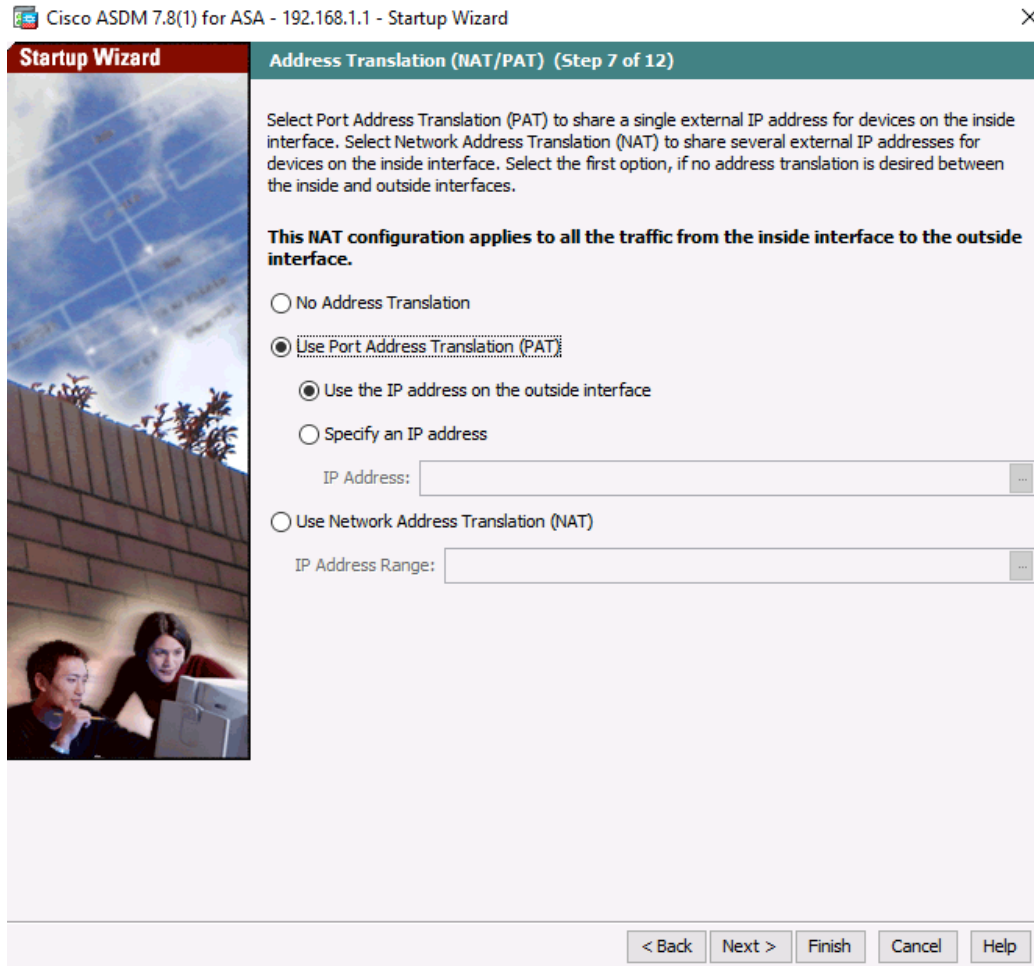 Cisco ASDM 7.8(1) for ASA - 192.168.1.1 - Startup Wizard
Startup Wizard
Address Translation (NAT/PAT) (Step 7 of 12)
Select Port Address Translation (PAT) to share a single external IP address for devices on the inside
interface. Select Network Address Translation (NAT) to share several external IP addresses for
devices on the inside interface. Select the first option, if no address translation is desired between
the inside and outside interfaces.
This NAT configuration applies to all the traffic from the inside interface to the outside
interface.
No Address Translation
Use Port Address Translation (PAT)
Use the IP address on the outside interface
Specify an IP address
IP Address:
...
Use Network Address Translation (NAT)
IP Address Range:
...
< Back Next > Finish Cancel Help